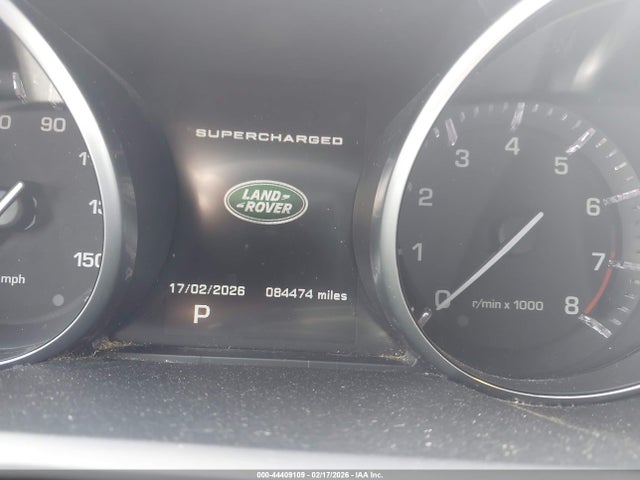 SUPERCHARGED
LAND
ROVER
17/02/2026 084474 miles
P
90
150
mph
0 1 2 3 4 5 6 7 8
r/min x 1000
000-44409109 - 02/17/2026 - IAA Inc.